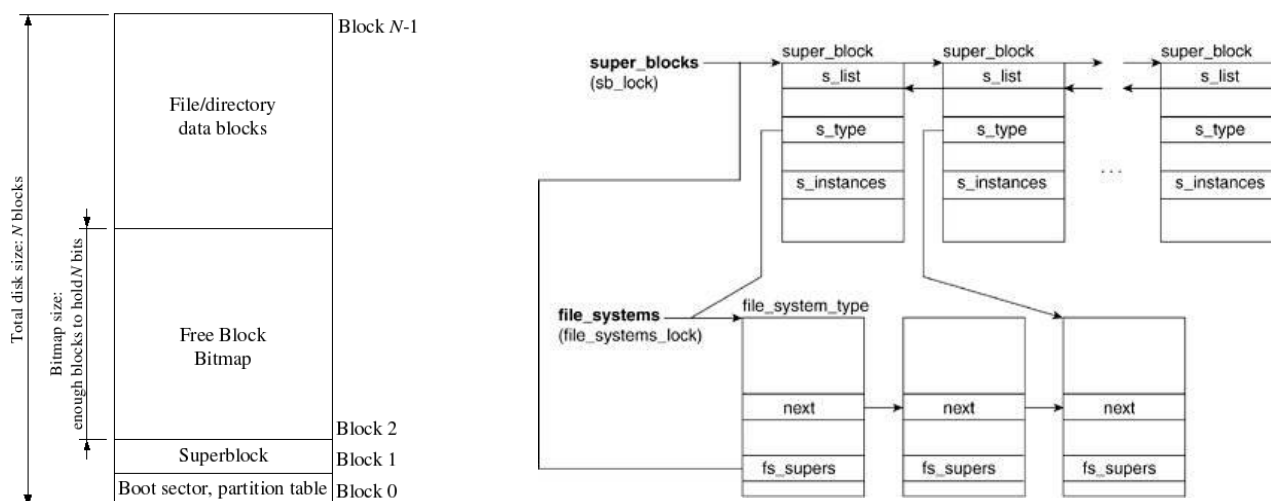 Block N-1
File/directory
data blocks
Total disk size: N blocks
Bitmap size:
enough blocks to hold N bits
Free Block
Bitmap
Block 2
Superblock
Block 1
Boot sector, partition table
Block 0
super_blocks
(sb_lock)
super_block
super_block
super_block
s_list
s_list
s_list
s_type
s_type
s_type
s_instances
s_instances
...
s_instances
file_systems
(file_systems_lock)
file_system_type
next
next
next
fs_supers
fs_supers
fs_supers